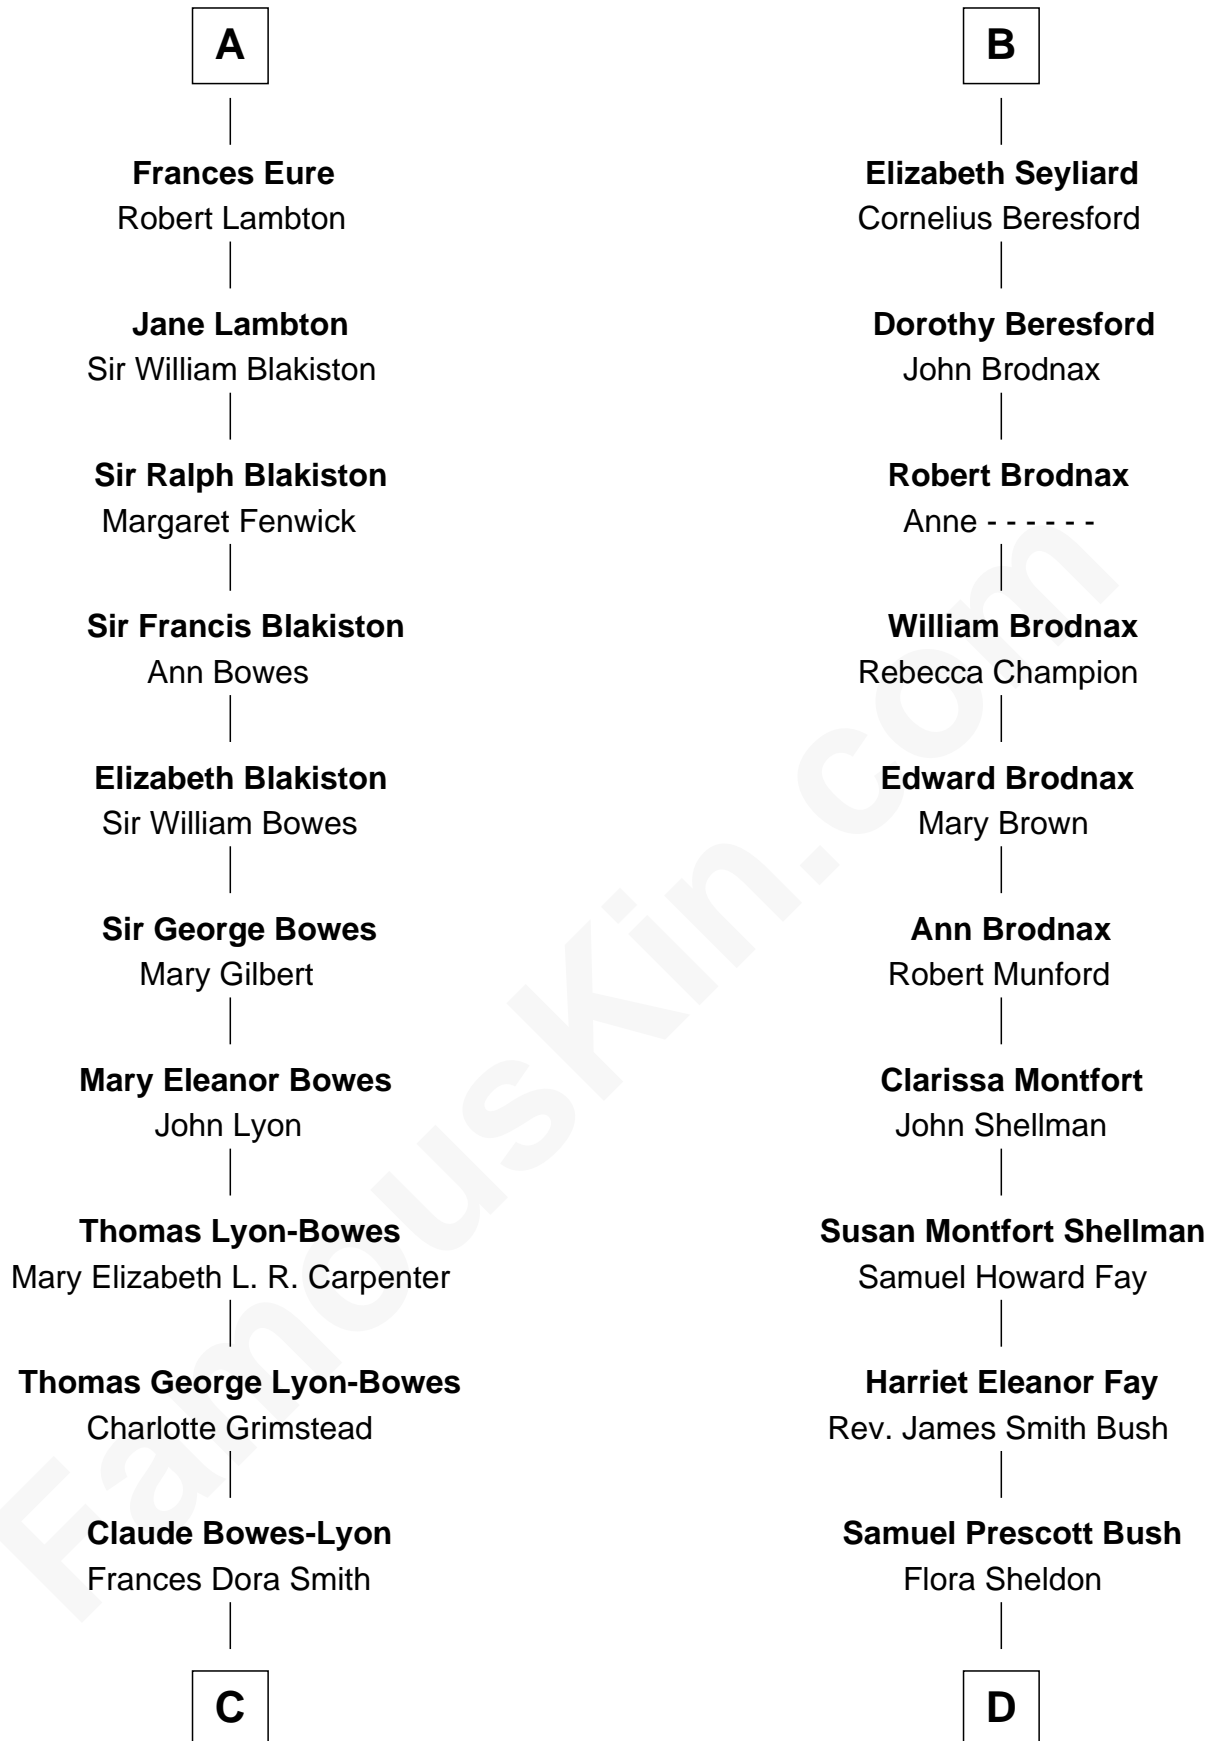 A
Frances Eure
Robert Lambton
Jane Lambton
Sir William Blakiston
Sir Ralph Blakiston
Margaret Fenwick
Sir Francis Blakiston
Ann Bowes
Elizabeth Blakiston
Sir William Bowes
Sir George Bowes
Mary Gilbert
Mary Eleanor Bowes
John Lyon
Thomas Lyon-Bowes
Mary Elizabeth L. R. Carpenter
Thomas George Lyon-Bowes
Charlotte Grimstead
Claude Bowes-Lyon
Frances Dora Smith
C
B
Elizabeth Seyliard
Cornelius Beresford
Dorothy Beresford
John Brodnax
Robert Brodnax
Anne - - - - - -
William Brodnax
Rebecca Champion
Edward Brodnax
Mary Brown
Ann Brodnax
Robert Munford
Clarissa Montfort
John Shellman
Susan Montfort Shellman
Samuel Howard Fay
Harriet Eleanor Fay
Rev. James Smith Bush
Samuel Prescott Bush
Flora Sheldon
D
FamousKin.com